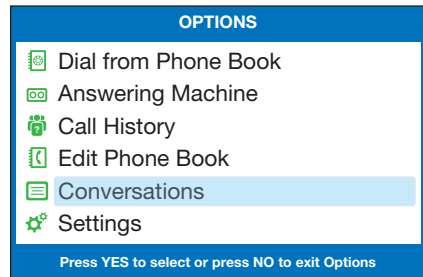 OPTIONS
Dial from Phone Book
Answering Machine
Call History
Edit Phone Book
Conversations
Settings
Press YES to select or press NO to exit Options